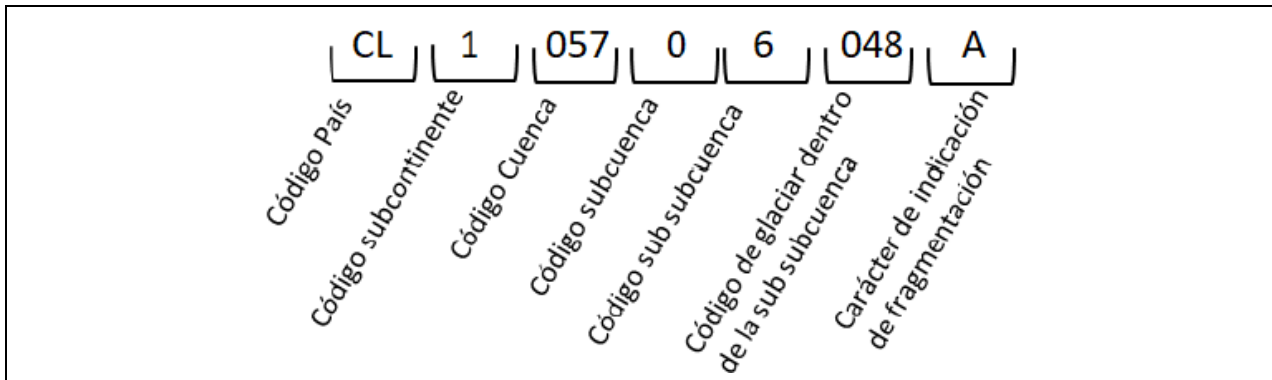 CL 1 057 0 6 048 A
Código País
Código subcontinente
Código Cuenca
Código subcuenca
Código sub subcuenca
Código de glaciar dentro
de la sub subcuenca
Carácter de indicación
de fragmentación